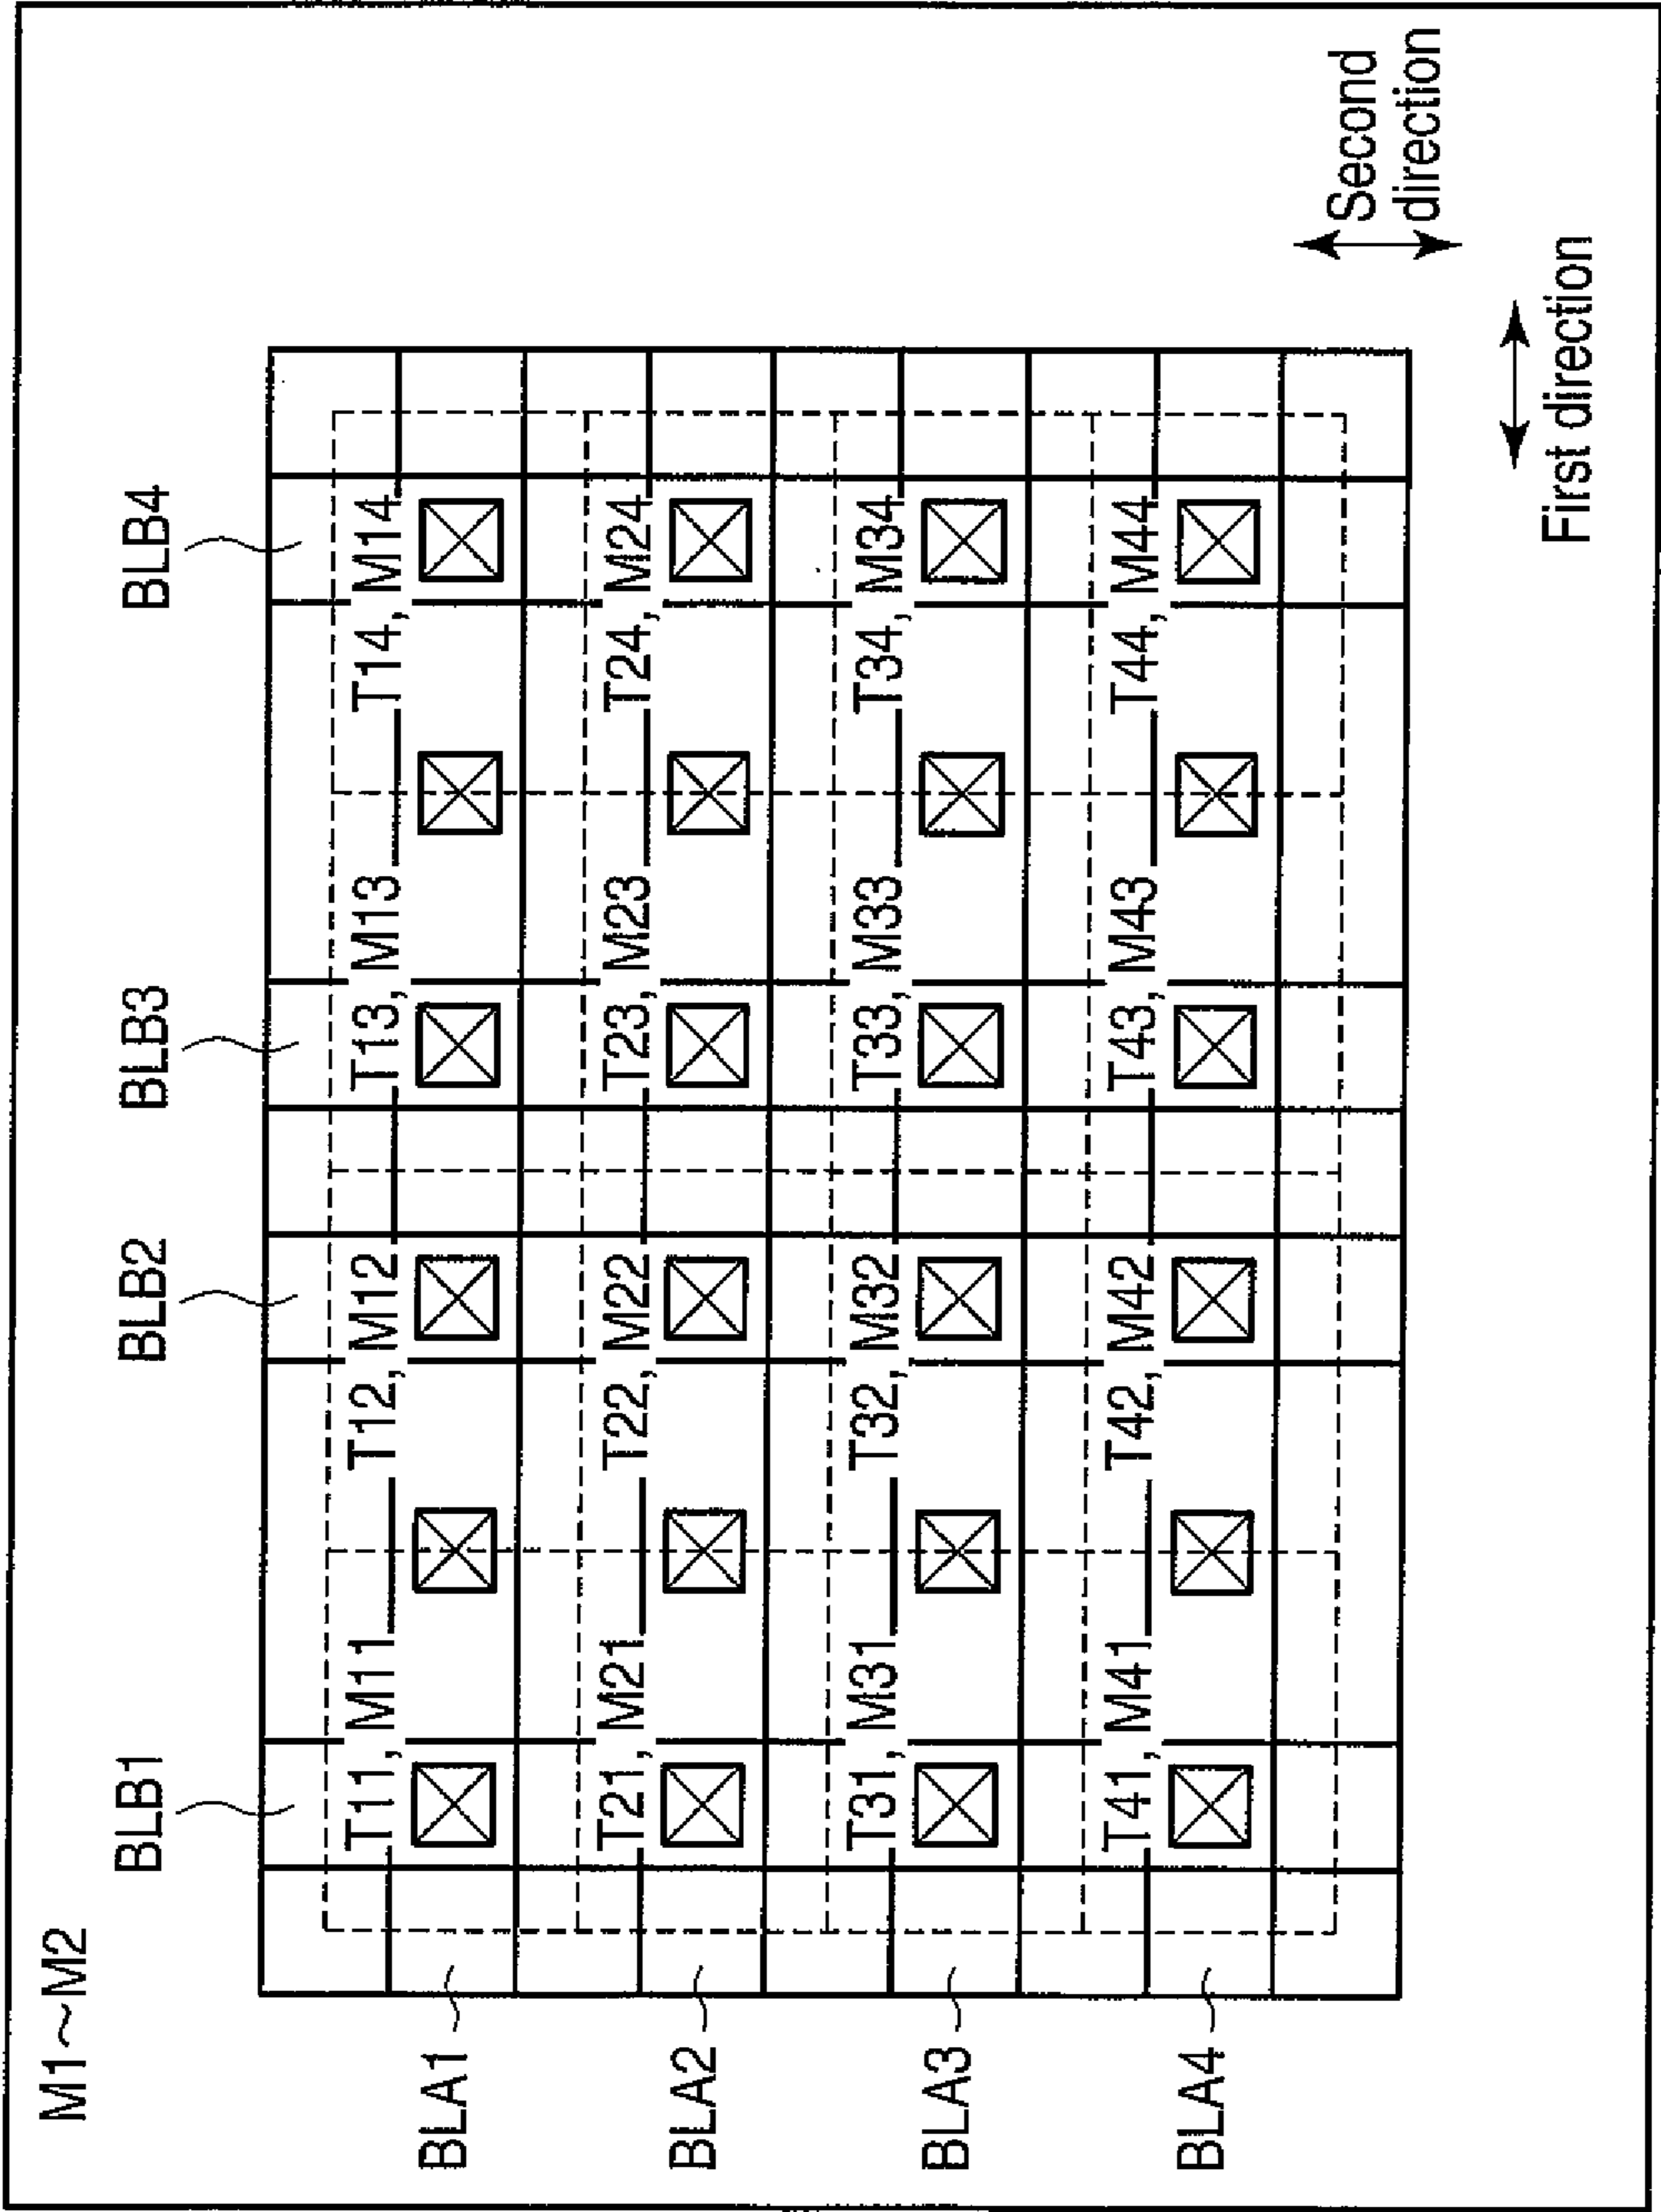 M1~M2
BLB1
BLB2
BLB3
BLB4
BLA1
T11, M11
T12, M12
T13, M13
T14, M14
BLA2
T21, M21
T22, M22
T23, M23
T24, M24
BLA3
T31, M31
T32, M32
T33, M33
T34, M34
BLA4
T41, M41
T42, M42
T43, M43
T44, M44
Second
direction
First direction